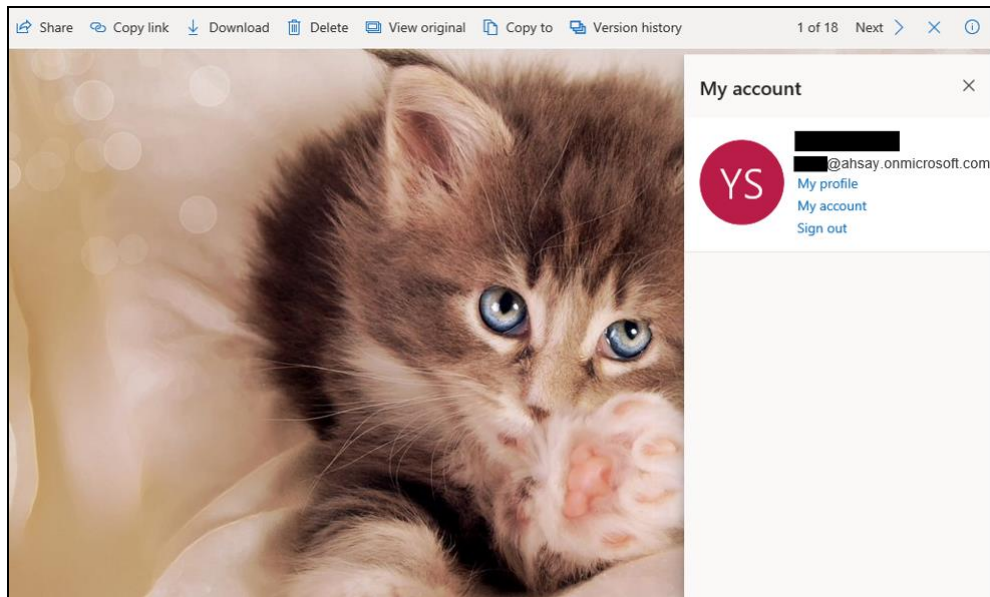 Share Copy link Download Delete View original Copy to Version history 1 of 18 Next
My account
@ahsay.onmicrosoft.com
YS
My profile
My account
Sign out